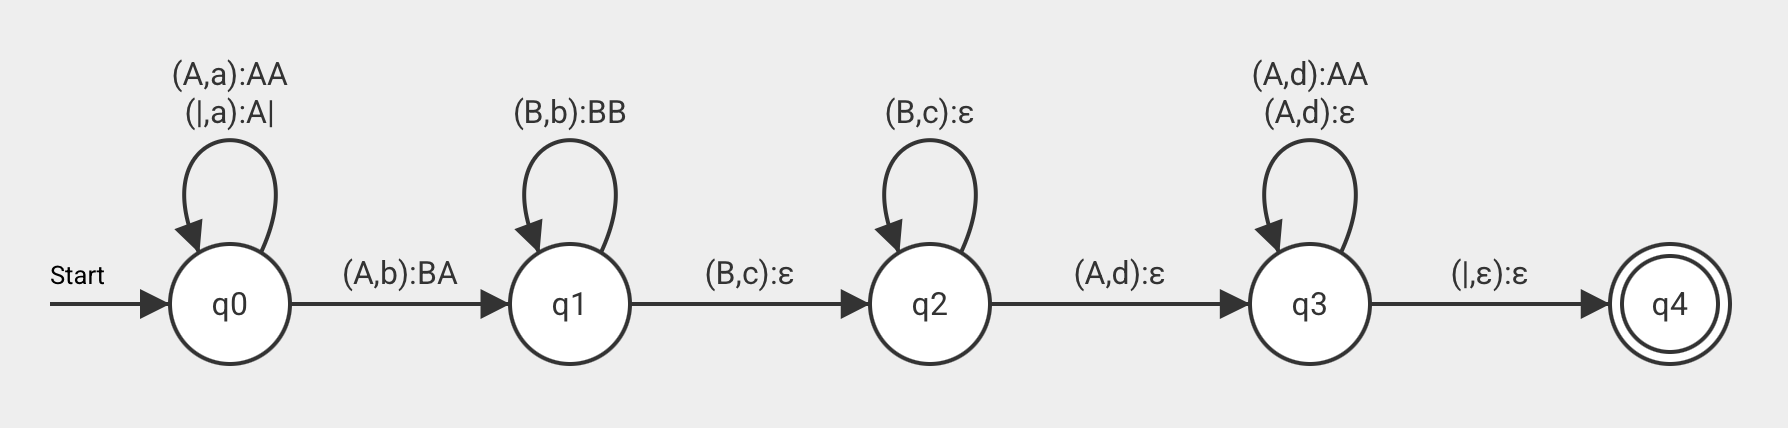 (A,a):AA
(|,a):A|
(B,b):BB
(B,c):ε
(A,d):AA
(A,d):ε
Start
(A,b):BA
(B,c):ε
(A,d):ε
(|,ε):ε
q0
q1
q2
q3
q4